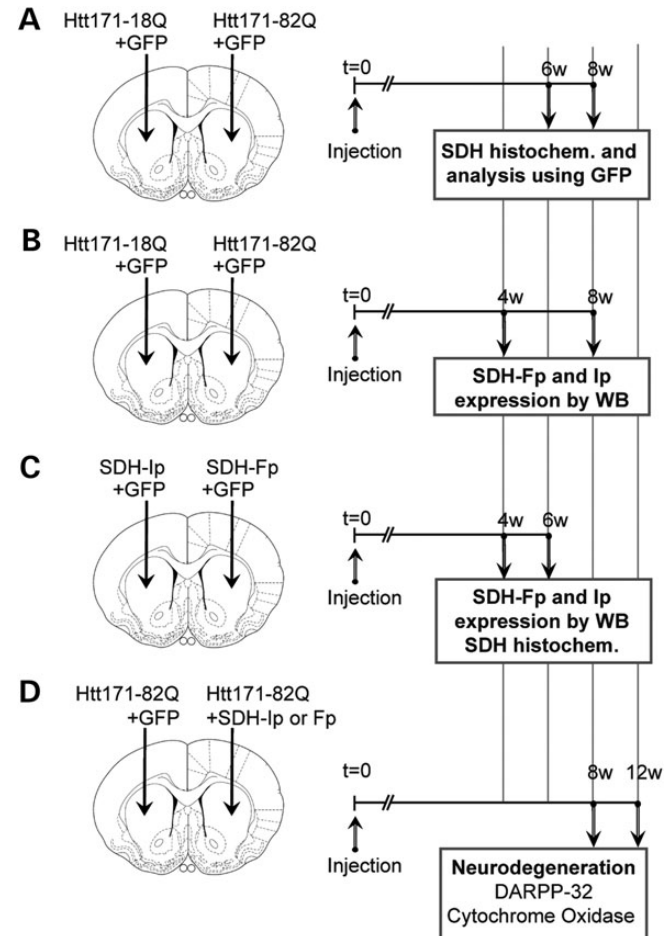 A
Htt171-18Q
+GFP
Htt171-82Q
+GFP
t=0
6w
8w
Injection
SDH histochem. and
analysis using GFP
B
Htt171-18Q
+GFP
Htt171-82Q
+GFP
t=0
4w
8w
Injection
SDH-Fp and Ip
expression by WB
C
SDH-Ip
+GFP
SDH-Fp
+GFP
t=0
4w
6w
Injection
SDH-Fp and Ip
expression by WB
SDH histochem.
D
Htt171-82Q
+GFP
Htt171-82Q
+SDH-Ip or Fp
t=0
8w
12w
Injection
Neurodegeneration
DARPP-32
Cytochrome Oxidase